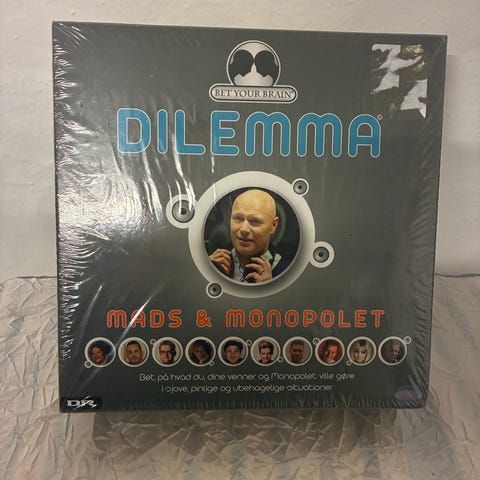 BET YOUR BRAIN
DILEMMA
MADS & MONOPOLET
Bet på hvad du, dine venner og Monopolet ville gøre
i sjove, pinlige og ubehagelige situationer
DR